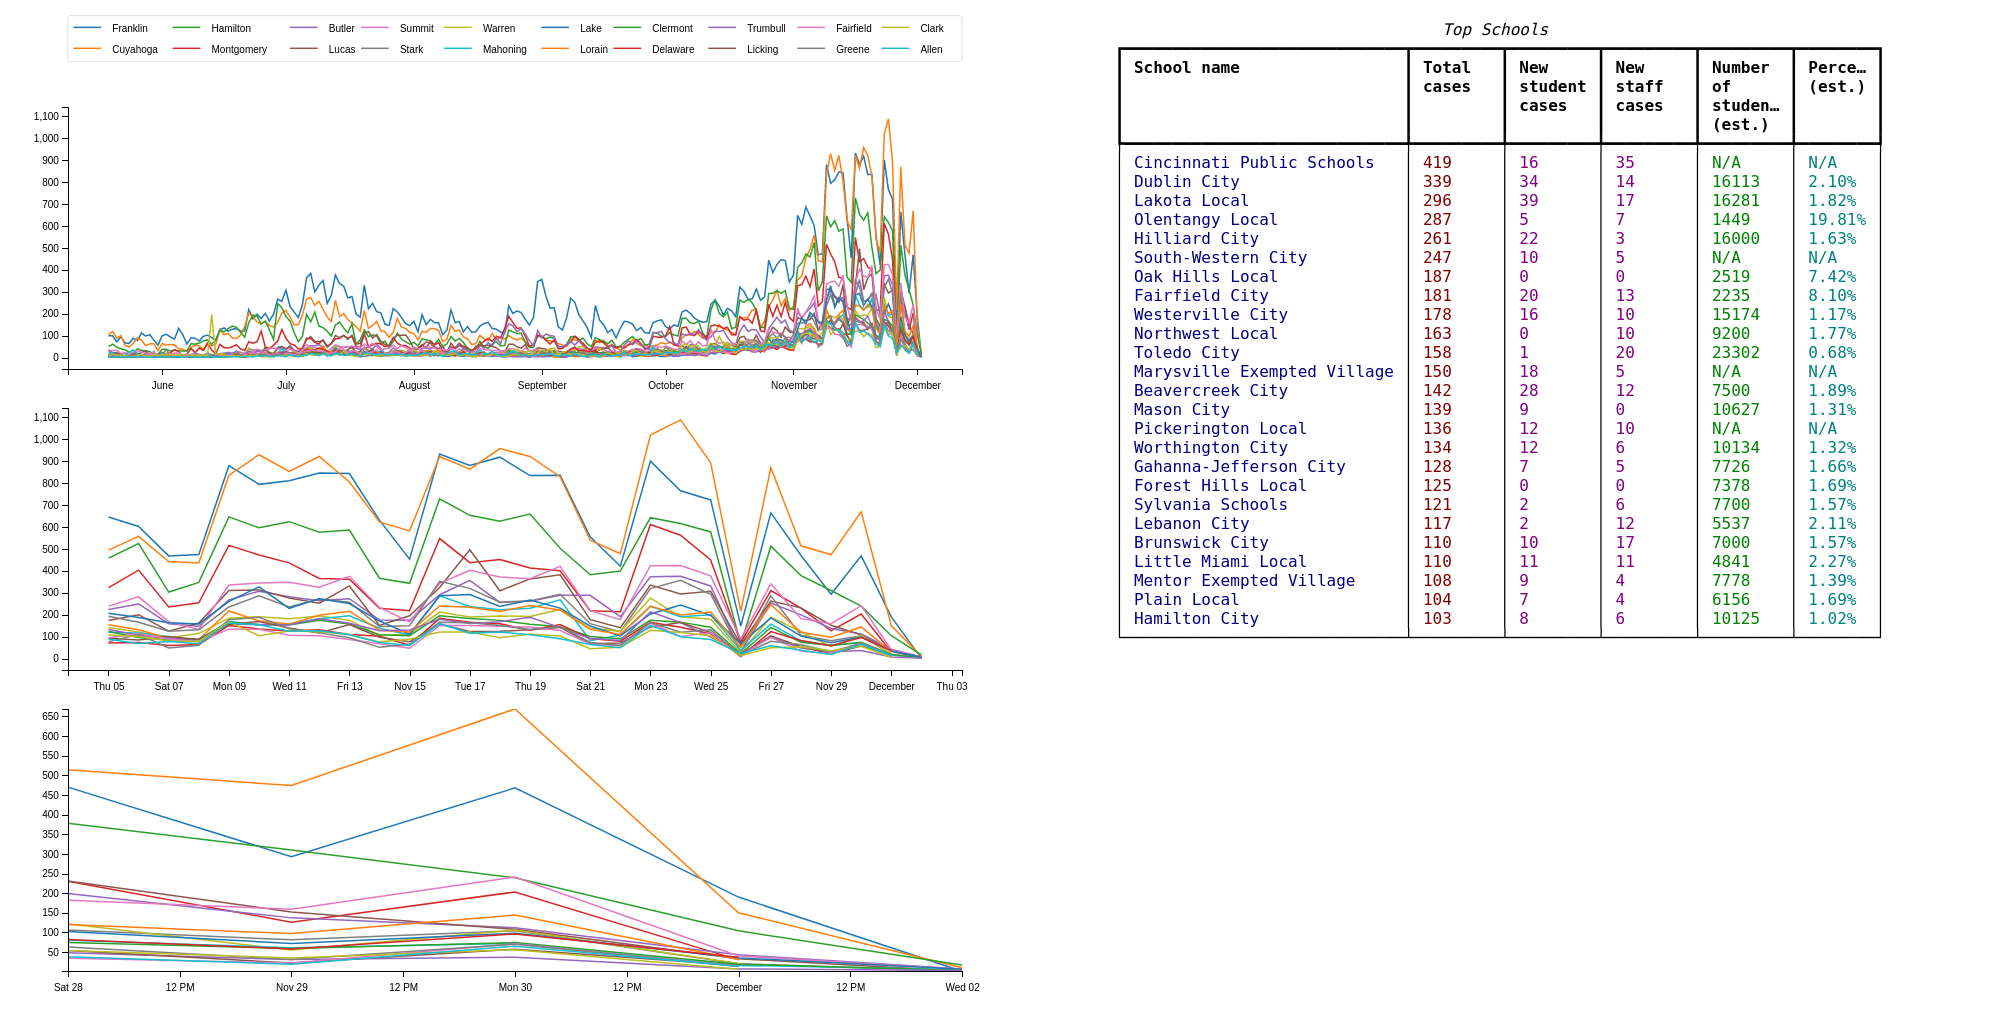 Franklin Hamilton Butler Summit Warren Lake Clermont Trumbull Fairfield Clark
Cuyahoga Montgomery Lucas Stark Mahoning Lorain Delaware Licking Greene Allen
1,100
1,000
900
800
700
600
500
400
300
200
100
0
June July August September October November December
1,100
1,000
900
800
700
600
500
400
300
200
100
0
Thu 05 Sat 07 Mon 09 Wed 11 Fri 13 Nov 15 Tue 17 Thu 19 Sat 21 Mon 23 Wed 25 Fri 27 Nov 29 December Thu 03
650
600
550
500
450
400
350
300
250
200
150
100
50
Sat 28 12 PM Nov 29 12 PM Mon 30 12 PM December 12 PM Wed 02
Top Schools
School name Total New New Number Perce…
cases student staff of (est.)
cases cases studen…
(est.)
Cincinnati Public Schools 419 16 35 N/A N/A
Dublin City 339 34 14 16113 2.10%
Lakota Local 296 39 17 16281 1.82%
Olentangy Local 287 5 7 1449 19.81%
Hilliard City 261 22 3 16000 1.63%
South-Western City 247 10 5 N/A N/A
Oak Hills Local 187 0 0 2519 7.42%
Fairfield City 181 20 13 2235 8.10%
Westerville City 178 16 10 15174 1.17%
Northwest Local 163 0 10 9200 1.77%
Toledo City 158 1 20 23302 0.68%
Marysville Exempted Village 150 18 5 N/A N/A
Beavercreek City 142 28 12 7500 1.89%
Mason City 139 9 0 10627 1.31%
Pickerington Local 136 12 10 N/A N/A
Worthington City 134 12 6 10134 1.32%
Gahanna-Jefferson City 128 7 5 7726 1.66%
Forest Hills Local 125 0 0 7378 1.69%
Sylvania Schools 121 2 6 7700 1.57%
Lebanon City 117 2 12 5537 2.11%
Brunswick City 110 10 17 7000 1.57%
Little Miami Local 110 11 11 4841 2.27%
Mentor Exempted Village 108 9 4 7778 1.39%
Plain Local 104 7 4 6156 1.69%
Hamilton City 103 8 6 10125 1.02%